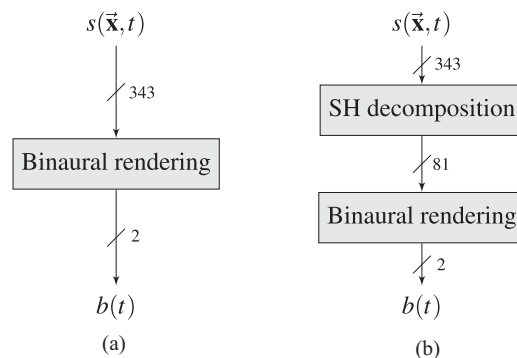 s(x⃗, t)
343
Binaural rendering
2
b(t)
(a)
s(x⃗, t)
343
SH decomposition
81
Binaural rendering
2
b(t)
(b)